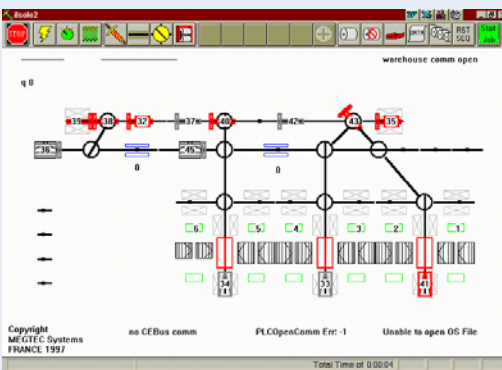 ilsole2
STOP
DATA
RST
SEQ
Start
Job
warehouse comm open
q 0
39
38
32
37
40
42
43
35
36
45
0
0
6
5
4
3
2
1
34
33
41
Copyright
MEGTEC Systems
FRANCE 1997
no CEBus comm
PLCOpenComm Err: -1
Unable to open OS File
Total Time of 0:00:04